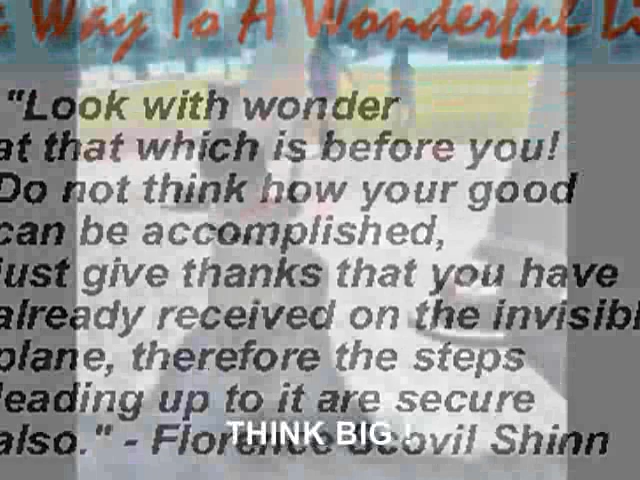 Way To A Wonderful
"Look with wonder
at that which is before you!
Do not think how your good
can be accomplished,
just give thanks that you have
already received on the invisibl
plane, therefore the steps
leading up to it are secure
also." - Florence Scovil Shinn
THINK BIG !